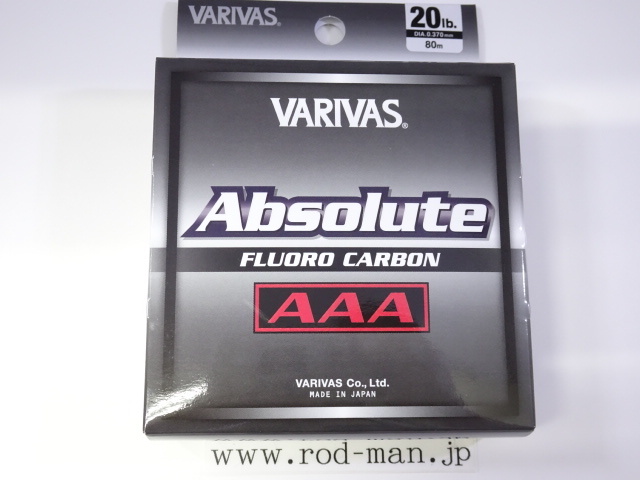 VARIVAS®
20lb.
DIA.0.370mm
80m
VARIVAS®
Absolute
FLUORO CARBON
AAA
VARIVAS Co., Ltd.
MADE IN JAPAN
www.rod-man.jp